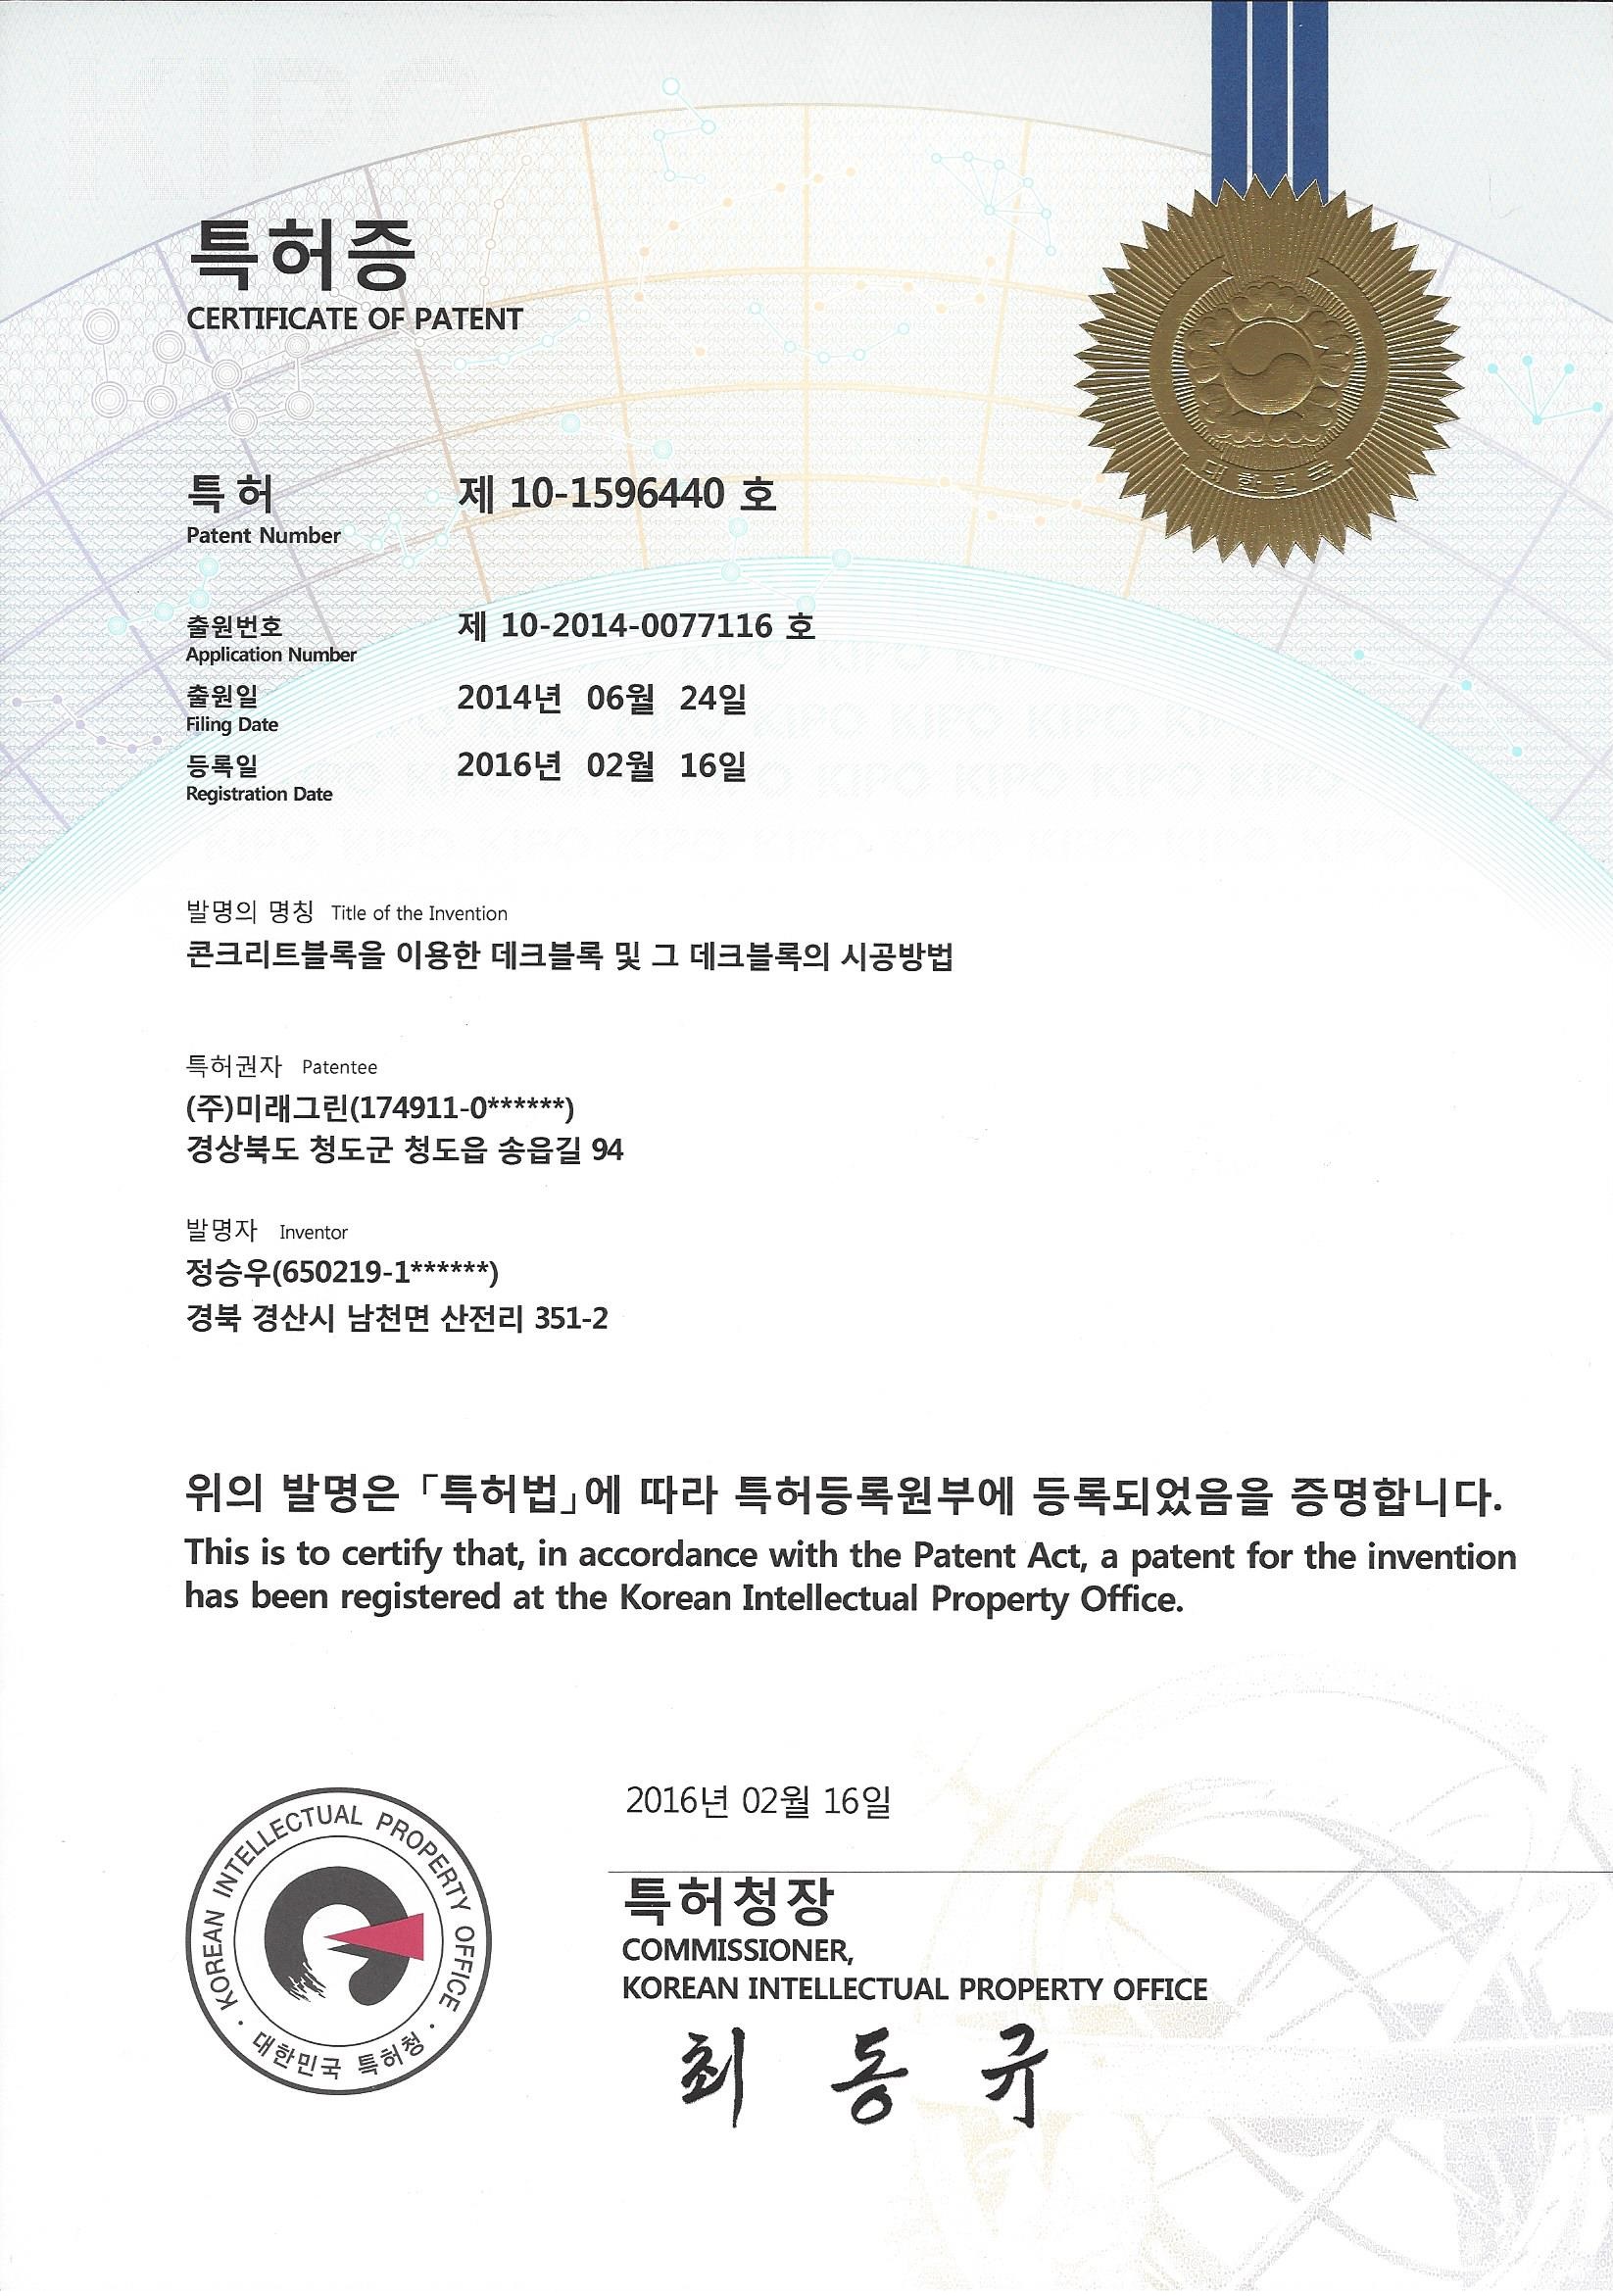 특허증
CERTIFICATE OF PATENT
대한민국
특 허 제 10-1596440 호
Patent Number
출원번호 제 10-2014-0077116 호
Application Number
출원일 2014년 06월 24일
Filing Date
등록일 2016년 02월 16일
Registration Date
발명의 명칭 Title of the Invention
콘크리트블록을 이용한 데크블록 및 그 데크블록의 시공방법
특허권자 Patentee
(주)미래그린(174911-0******)
경상북도 청도군 청도읍 송읍길 94
발명자 Inventor
정승우(650219-1******)
경북 경산시 남천면 산전리 351-2
위의 발명은 「특허법」에 따라 특허등록원부에 등록되었음을 증명합니다.
This is to certify that, in accordance with the Patent Act, a patent for the invention
has been registered at the Korean Intellectual Property Office.
2016년 02월 16일
특허청장
COMMISSIONER,
KOREAN INTELLECTUAL PROPERTY OFFICE
최 동 규
KOREAN INTELLECTUAL PROPERTY OFFICE
· 대한민국 특허청 ·